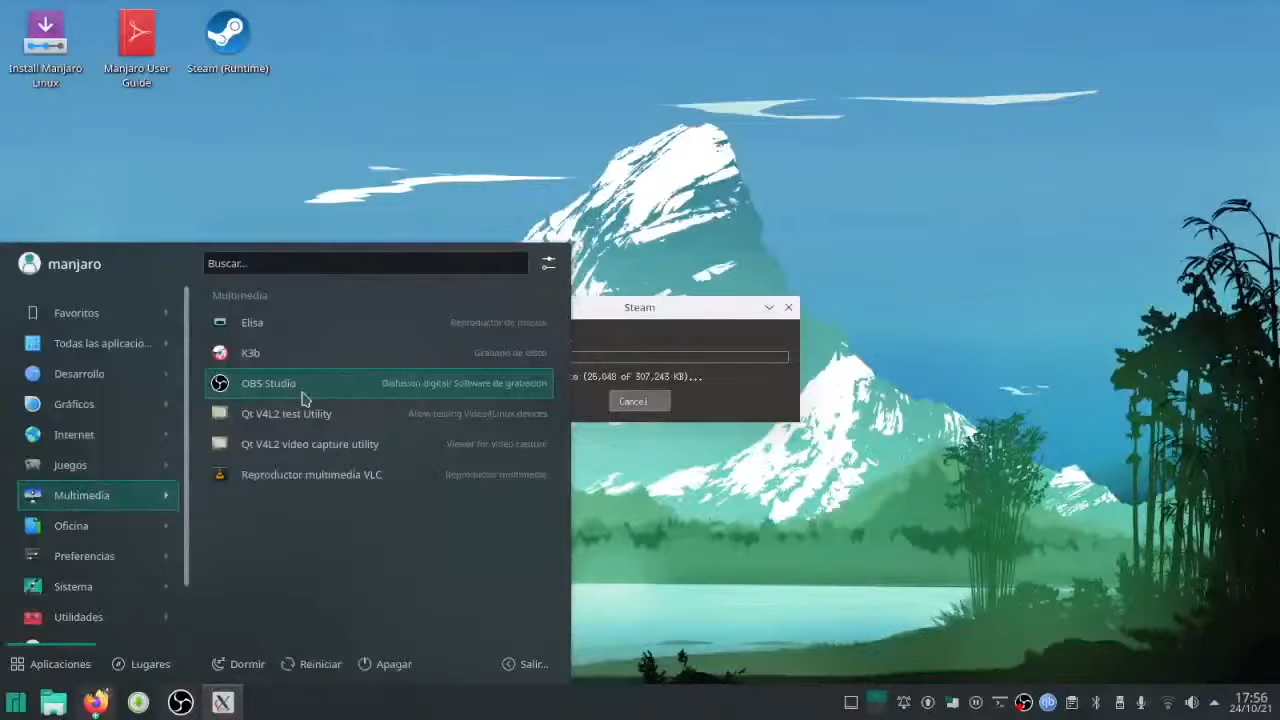 Install Manjaro
Linux
Manjaro User
Guide
Steam (Runtime)
manjaro
Buscar...
Favoritos
Todas las aplicacio...
Desarrollo
Gráficos
Internet
Juegos
Multimedia
Oficina
Preferencias
Sistema
Utilidades
Multimedia
Elisa Reproductor de música
K3b Grabado de disco
OBS Studio Difusión digital/ Software de grabación
Qt V4L2 test Utility Allow testing Video4Linux devices
Qt V4L2 video capture utility Viewer for video capture
Reproductor multimedia VLC Reproductor multimedia
Steam
(25,048 of 307,243 KB)...
Cancel
Aplicaciones
Lugares
Dormir
Reiniciar
Apagar
Salir...
17:56
24/10/21